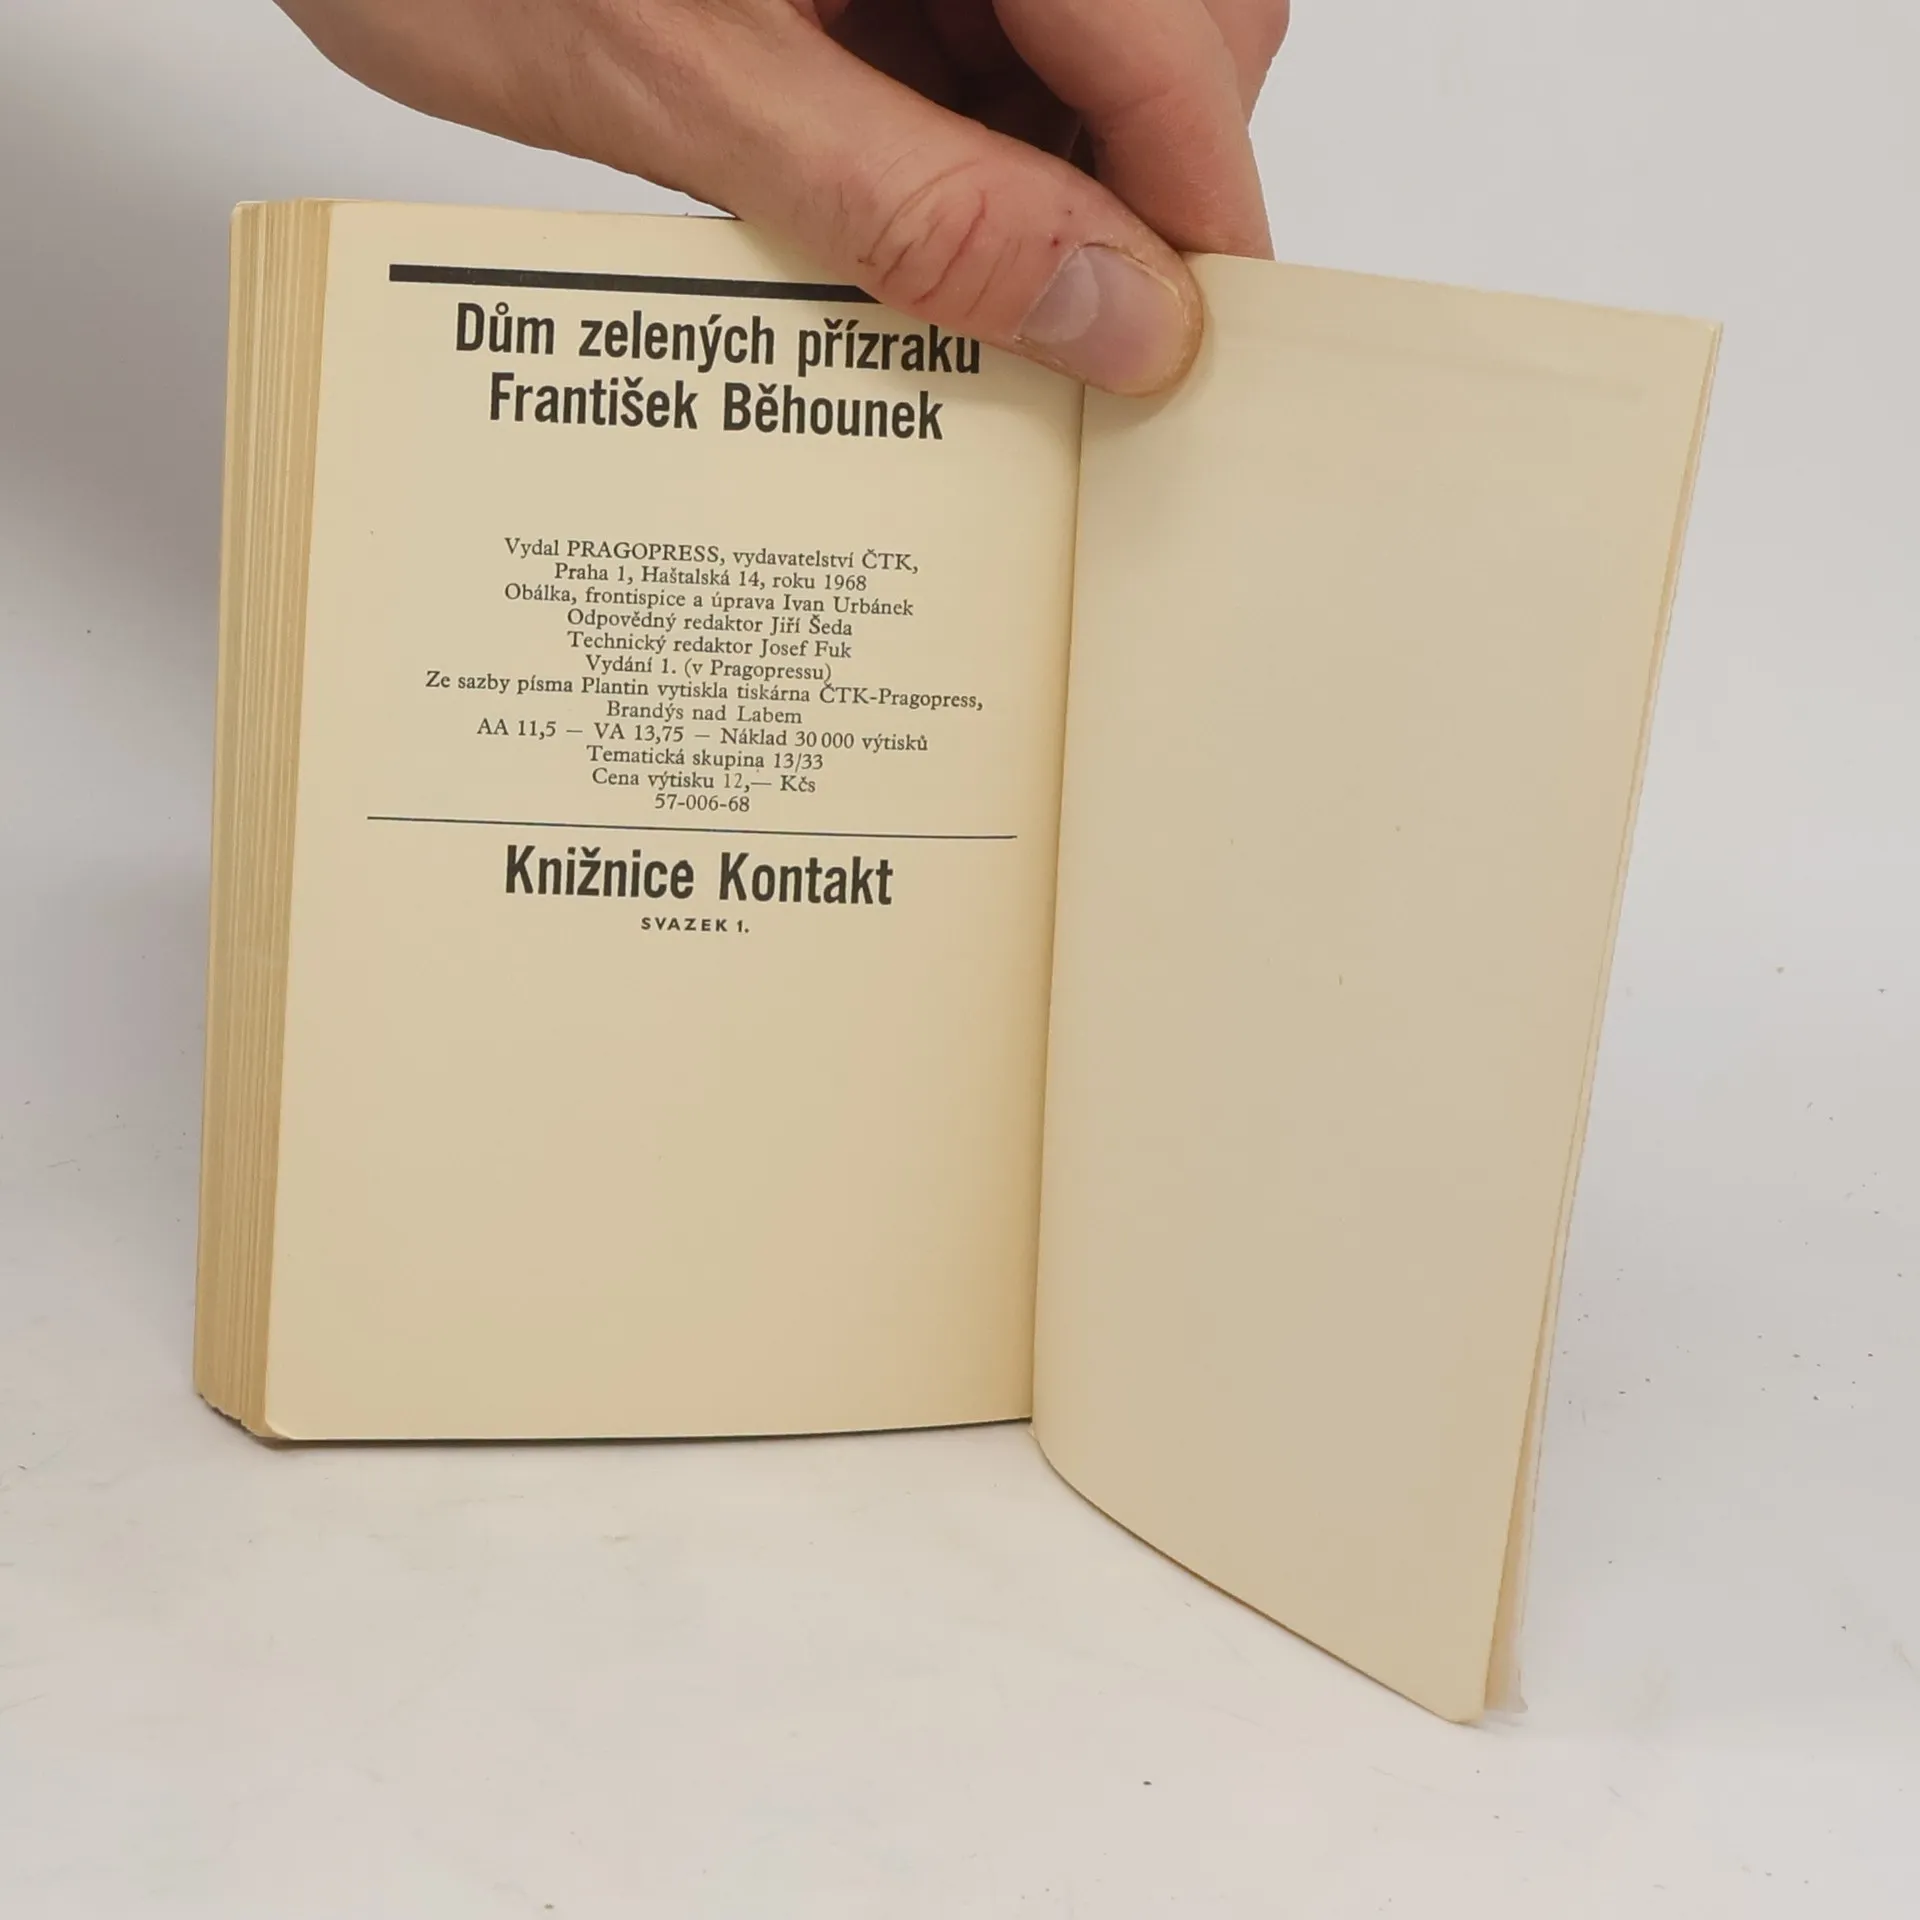 Dům zelených přízraků
František Běhounek
Vydal PRAGOPRESS, vydavatelství ČTK,
Praha 1, Haštalská 14, roku 1968
Obálka, frontispice a úprava Ivan Urbánek
Odpovědný redaktor Jiří Šeda
Technický redaktor Josef Fuk
Vydání 1. (v Pragopressu)
Ze sazby písma Plantin vytiskla tiskárna ČTK-Pragopress,
Brandýs nad Labem
AA 11,5 — VA 13,75 — Náklad 30 000 výtisků
Tematická skupina 13/33
Cena výtisku 12,— Kčs
57-006-68
Knižnice Kontakt
SVAZEK 1.